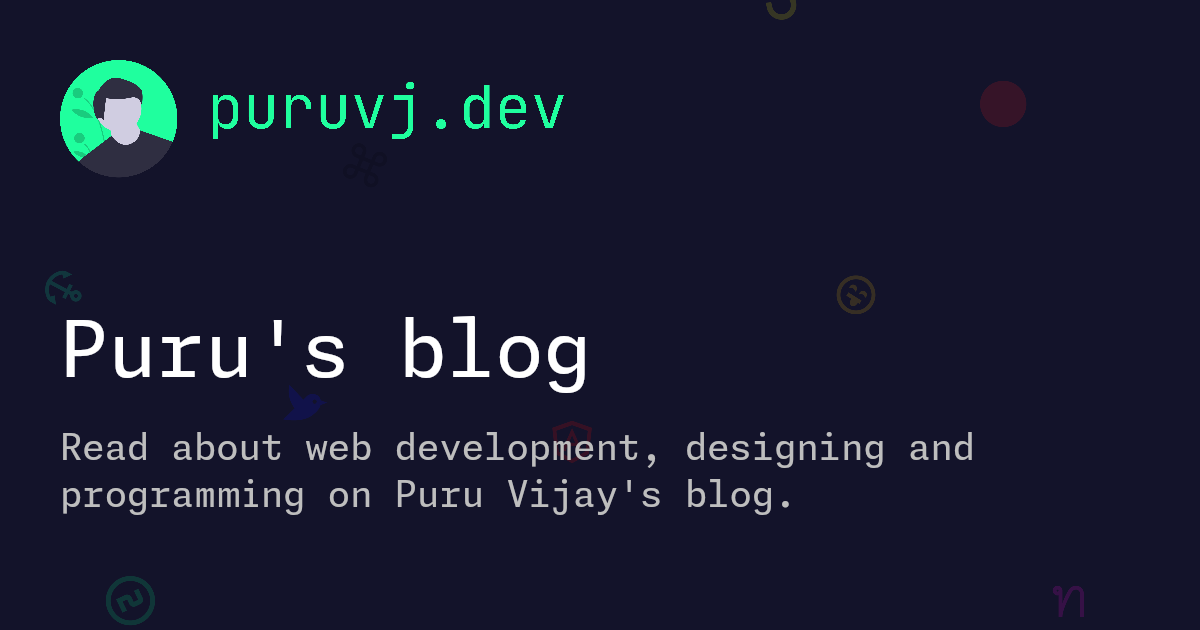 puruvj.dev
Puru's blog
Read about web development, designing and
programming on Puru Vijay's blog.